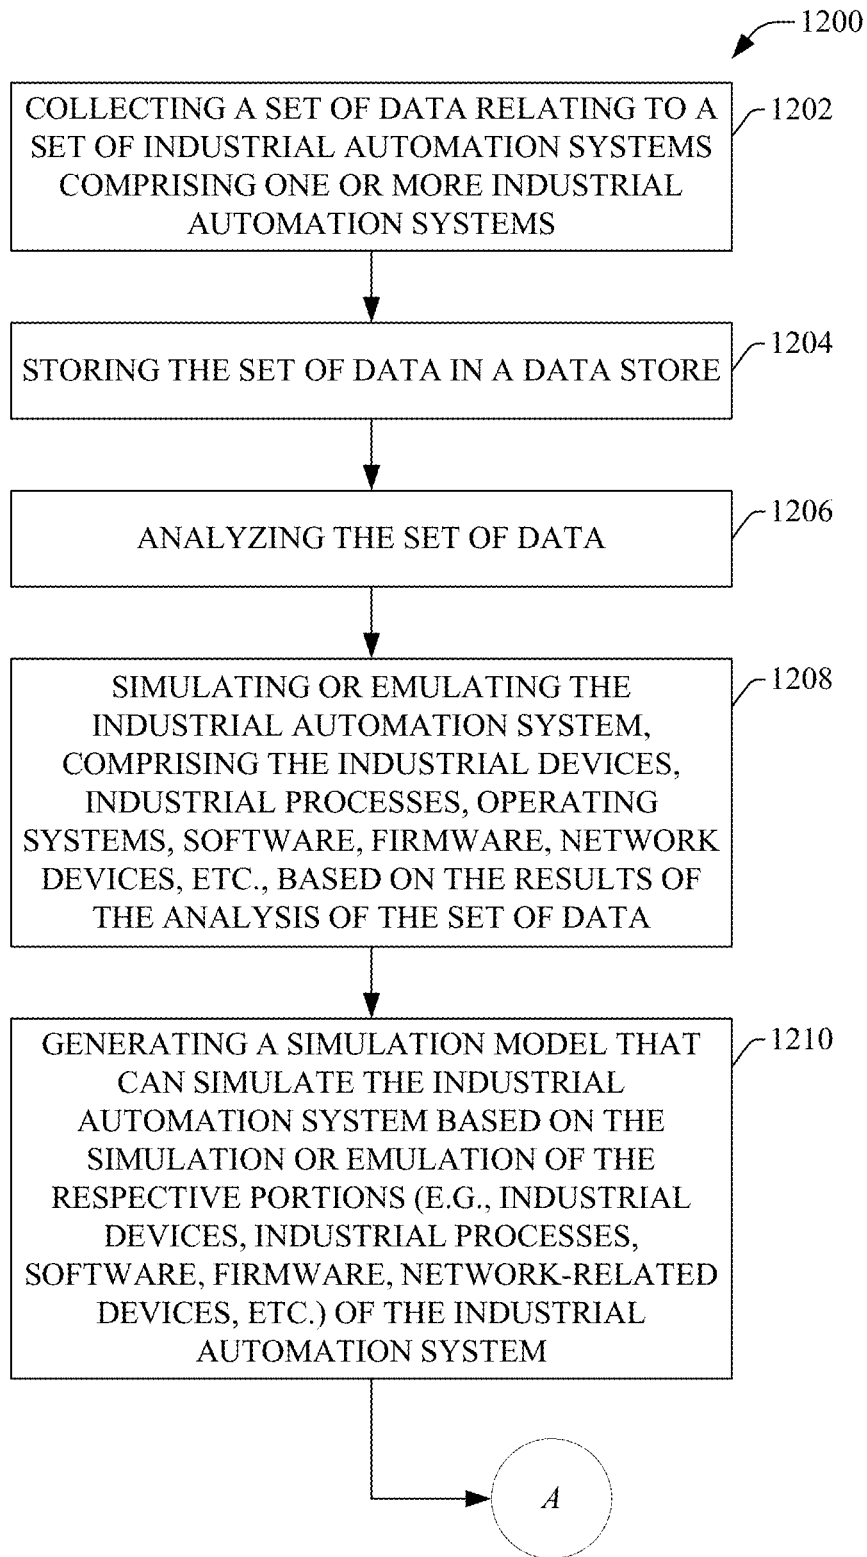 1200
COLLECTING A SET OF DATA RELATING TO A
SET OF INDUSTRIAL AUTOMATION SYSTEMS
COMPRISING ONE OR MORE INDUSTRIAL
AUTOMATION SYSTEMS
1202
STORING THE SET OF DATA IN A DATA STORE
1204
ANALYZING THE SET OF DATA
1206
SIMULATING OR EMULATING THE
INDUSTRIAL AUTOMATION SYSTEM,
COMPRISING THE INDUSTRIAL DEVICES,
INDUSTRIAL PROCESSES, OPERATING
SYSTEMS, SOFTWARE, FIRMWARE, NETWORK
DEVICES, ETC., BASED ON THE RESULTS OF
THE ANALYSIS OF THE SET OF DATA
1208
GENERATING A SIMULATION MODEL THAT
CAN SIMULATE THE INDUSTRIAL
AUTOMATION SYSTEM BASED ON THE
SIMULATION OR EMULATION OF THE
RESPECTIVE PORTIONS (E.G., INDUSTRIAL
DEVICES, INDUSTRIAL PROCESSES,
SOFTWARE, FIRMWARE, NETWORK-RELATED
DEVICES, ETC.) OF THE INDUSTRIAL
AUTOMATION SYSTEM
1210
A